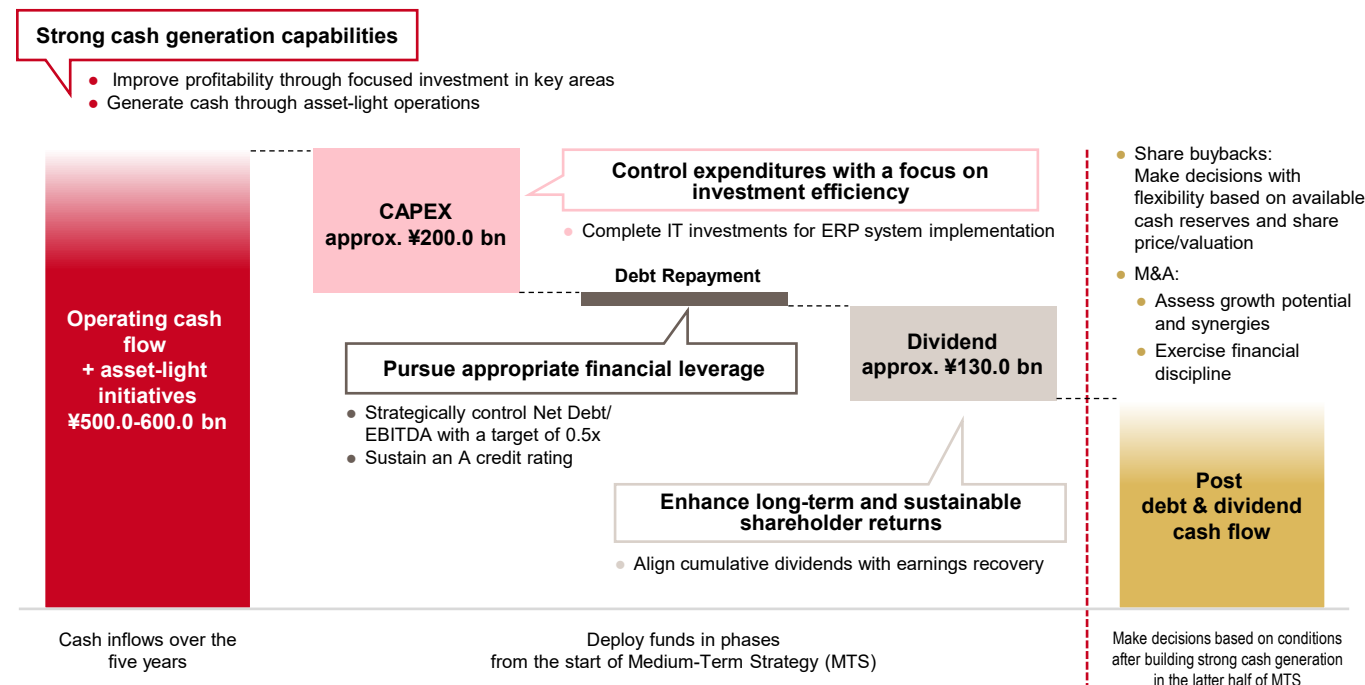 Strong cash generation capabilities
● Improve profitability through focused investment in key areas
● Generate cash through asset-light operations
Operating cash
flow
+ asset-light
initiatives
¥500.0-600.0 bn
CAPEX
approx. ¥200.0 bn
Control expenditures with a focus on
investment efficiency
● Complete IT investments for ERP system implementation
Debt Repayment
Pursue appropriate financial leverage
● Strategically control Net Debt/
EBITDA with a target of 0.5x
● Sustain an A credit rating
Dividend
approx. ¥130.0 bn
Enhance long-term and sustainable
shareholder returns
● Align cumulative dividends with earnings recovery
● Share buybacks:
Make decisions with
flexibility based on available
cash reserves and share
price/valuation
● M&A:
● Assess growth potential
and synergies
● Exercise financial
discipline
Post
debt & dividend
cash flow
Cash inflows over the
five years
Deploy funds in phases
from the start of Medium-Term Strategy (MTS)
Make decisions based on conditions
after building strong cash generation
in the latter half of MTS